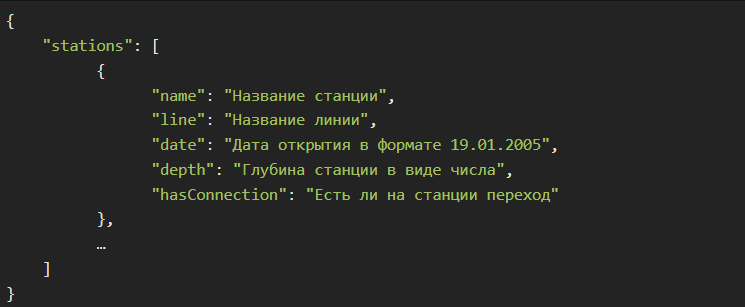 {
"stations": [
{
"name": "Название станции",
"line": "Название линии",
"date": "Дата открытия в формате 19.01.2005",
"depth": "Глубина станции в виде числа",
"hasConnection": "Есть ли на станции переход"
},
…
]
}